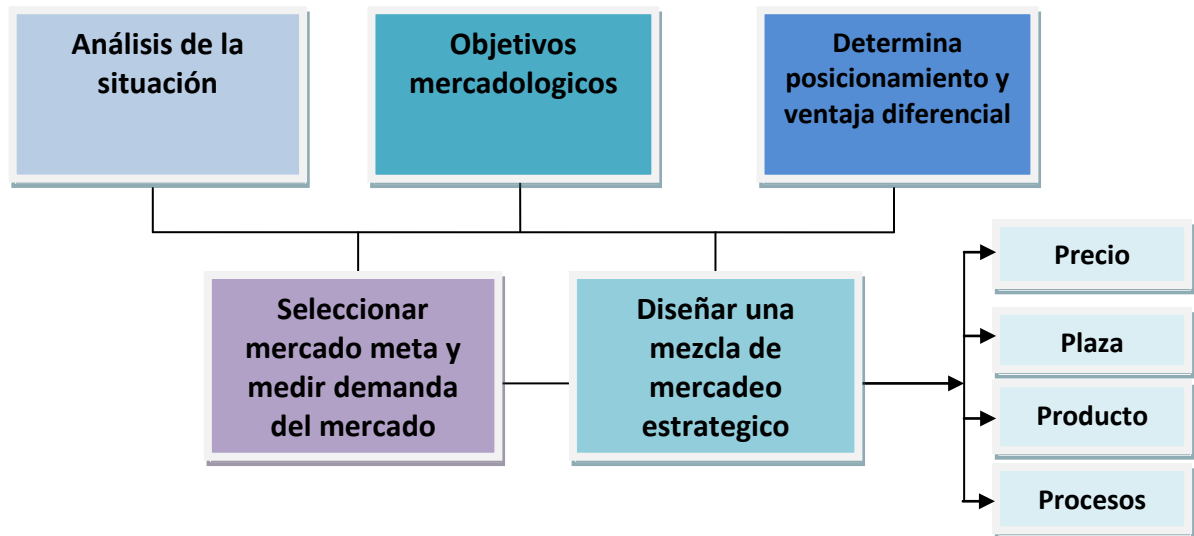 Análisis de la
situación
Objetivos
mercadologicos
Determina
posicionamiento y
ventaja diferencial
Seleccionar
mercado meta y
medir demanda
del mercado
Diseñar una
mezcla de
mercadeo
estrategico
Precio
Plaza
Producto
Procesos